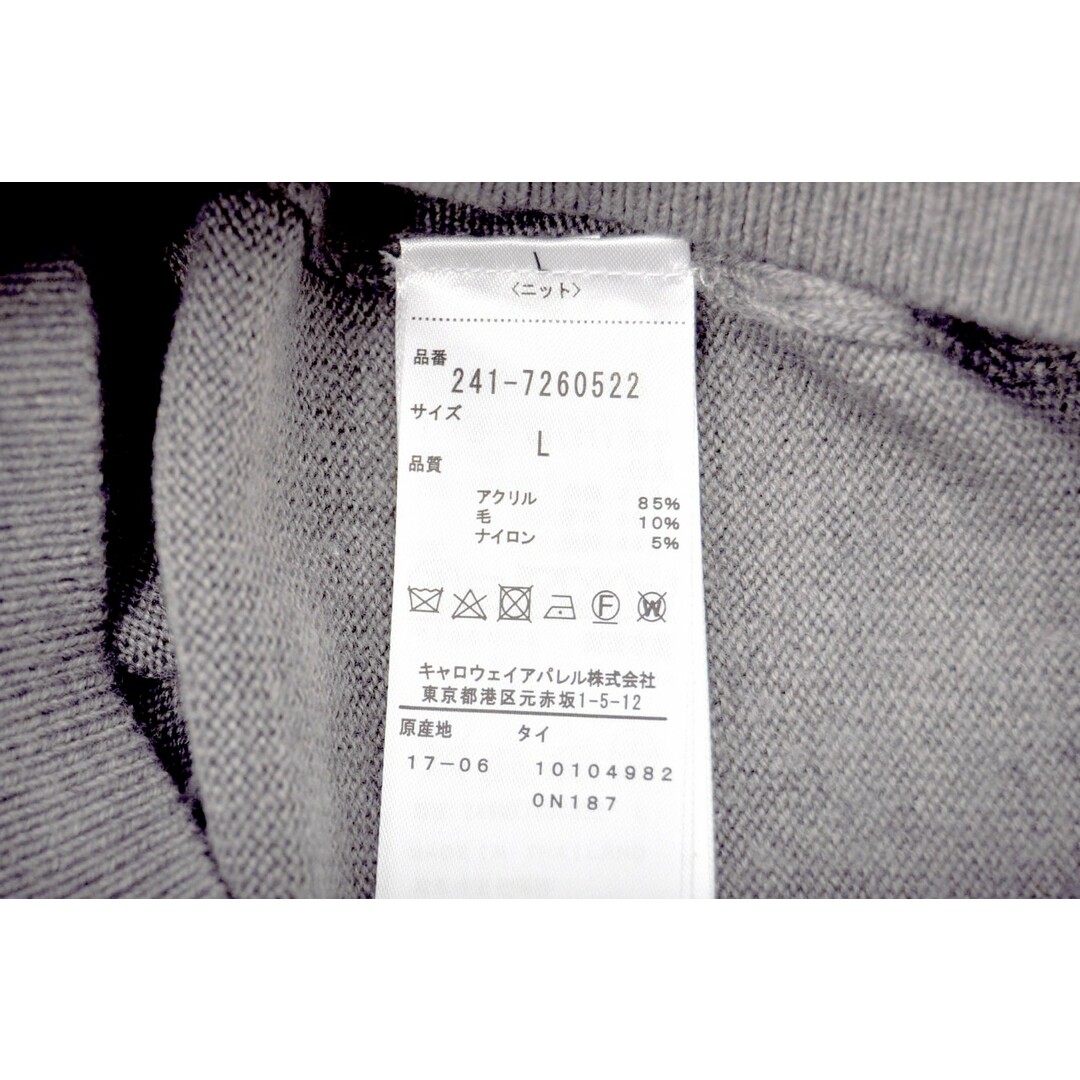 L
〈ニット〉
品番
241-7260522
サイズ
L
品質
アクリル 85%
毛 10%
ナイロン 5%
F W
キャロウェイアパレル株式会社
東京都港区元赤坂1-5-12
原産地 タイ
17-06 10104982
0N187